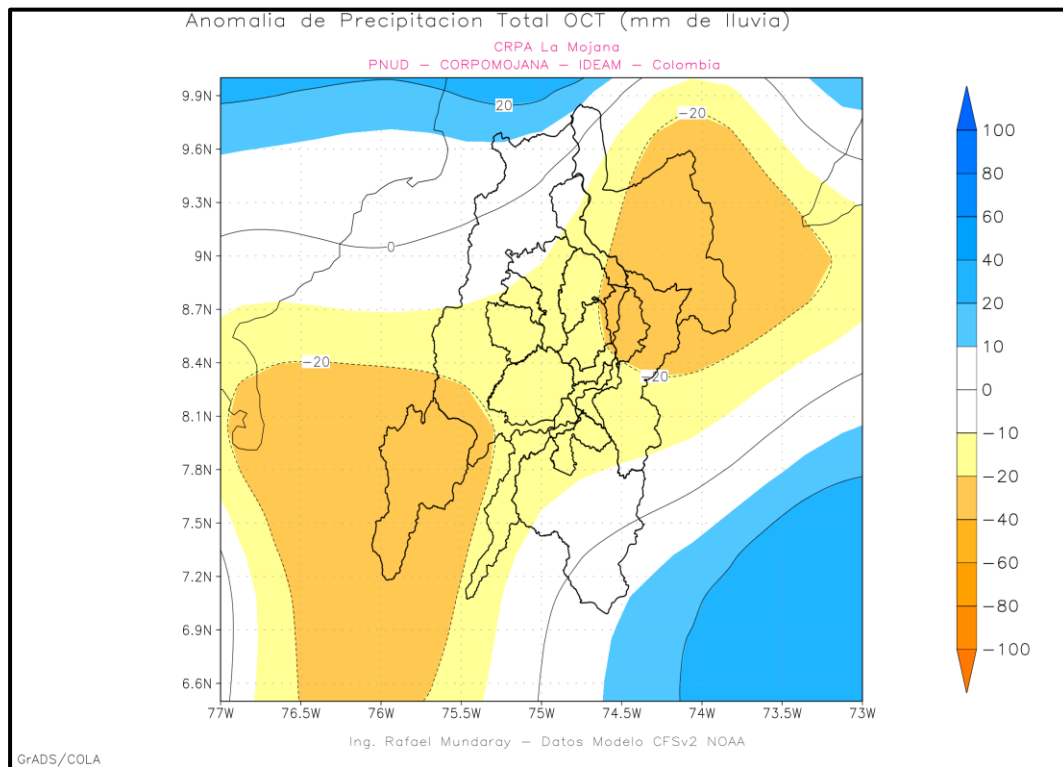 Anomalia de Precipitacion Total OCT (mm de lluvia)
CRPA La Mojana
PNUD – CORPOMOJANA – IDEAM – Colombia
9.9N
9.6N
9.3N
9N
8.7N
8.4N
8.1N
7.8N
7.5N
7.2N
6.9N
6.6N
20
-20
0
-20
-20
77W 76.5W 76W 75.5W 75W 74.5W 74W 73.5W 73W
100
80
60
40
20
10
0
-10
-20
-40
-60
-80
-100
Ing. Rafael Mundaray – Datos Modelo CFSv2 NOAA
GrADS/COLA